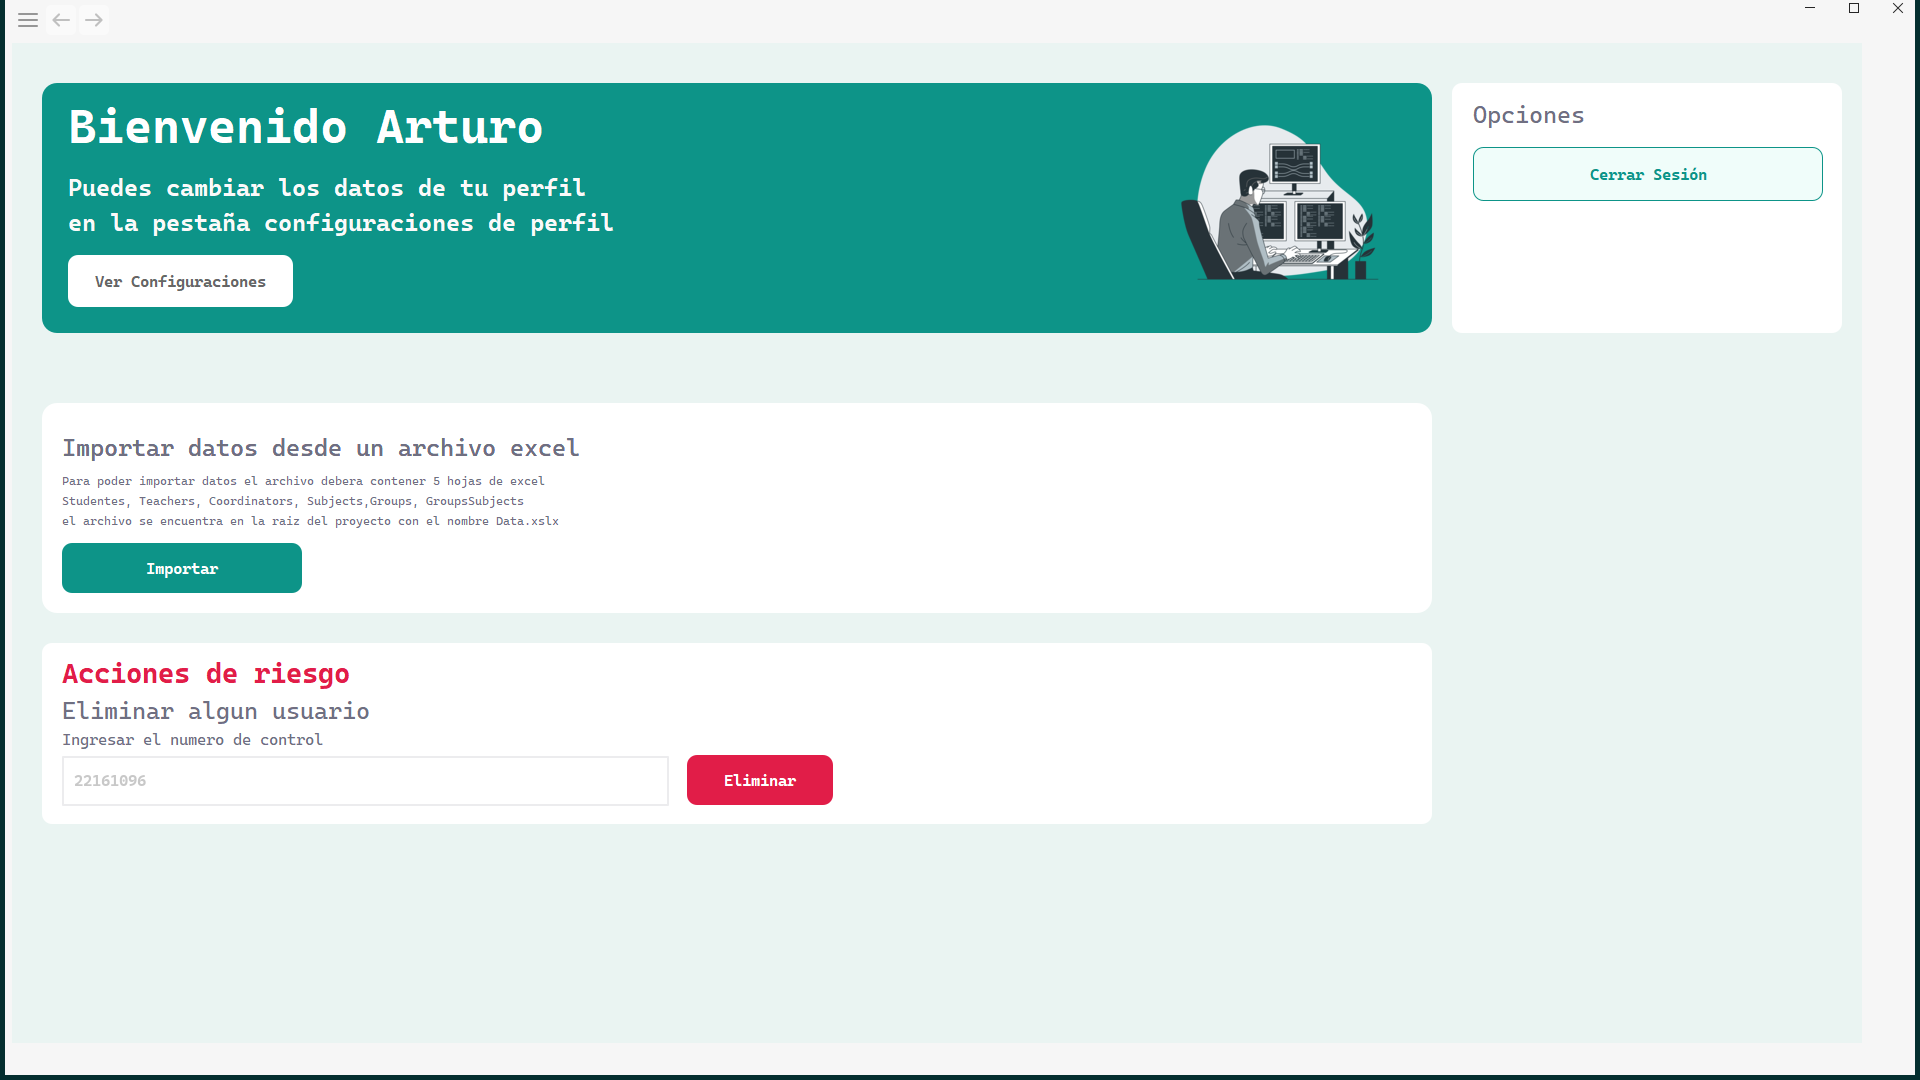 Bienvenido Arturo
Puedes cambiar los datos de tu perfil
en la pestaña configuraciones de perfil
Ver Configuraciones
Opciones
Cerrar Sesión
Importar datos desde un archivo excel
Para poder importar datos el archivo debera contener 5 hojas de excel
Studentes, Teachers, Coordinators, Subjects,Groups, GroupsSubjects
el archivo se encuentra en la raiz del proyecto con el nombre Data.xslx
Importar
Acciones de riesgo
Eliminar algun usuario
Ingresar el numero de control
22161096
Eliminar